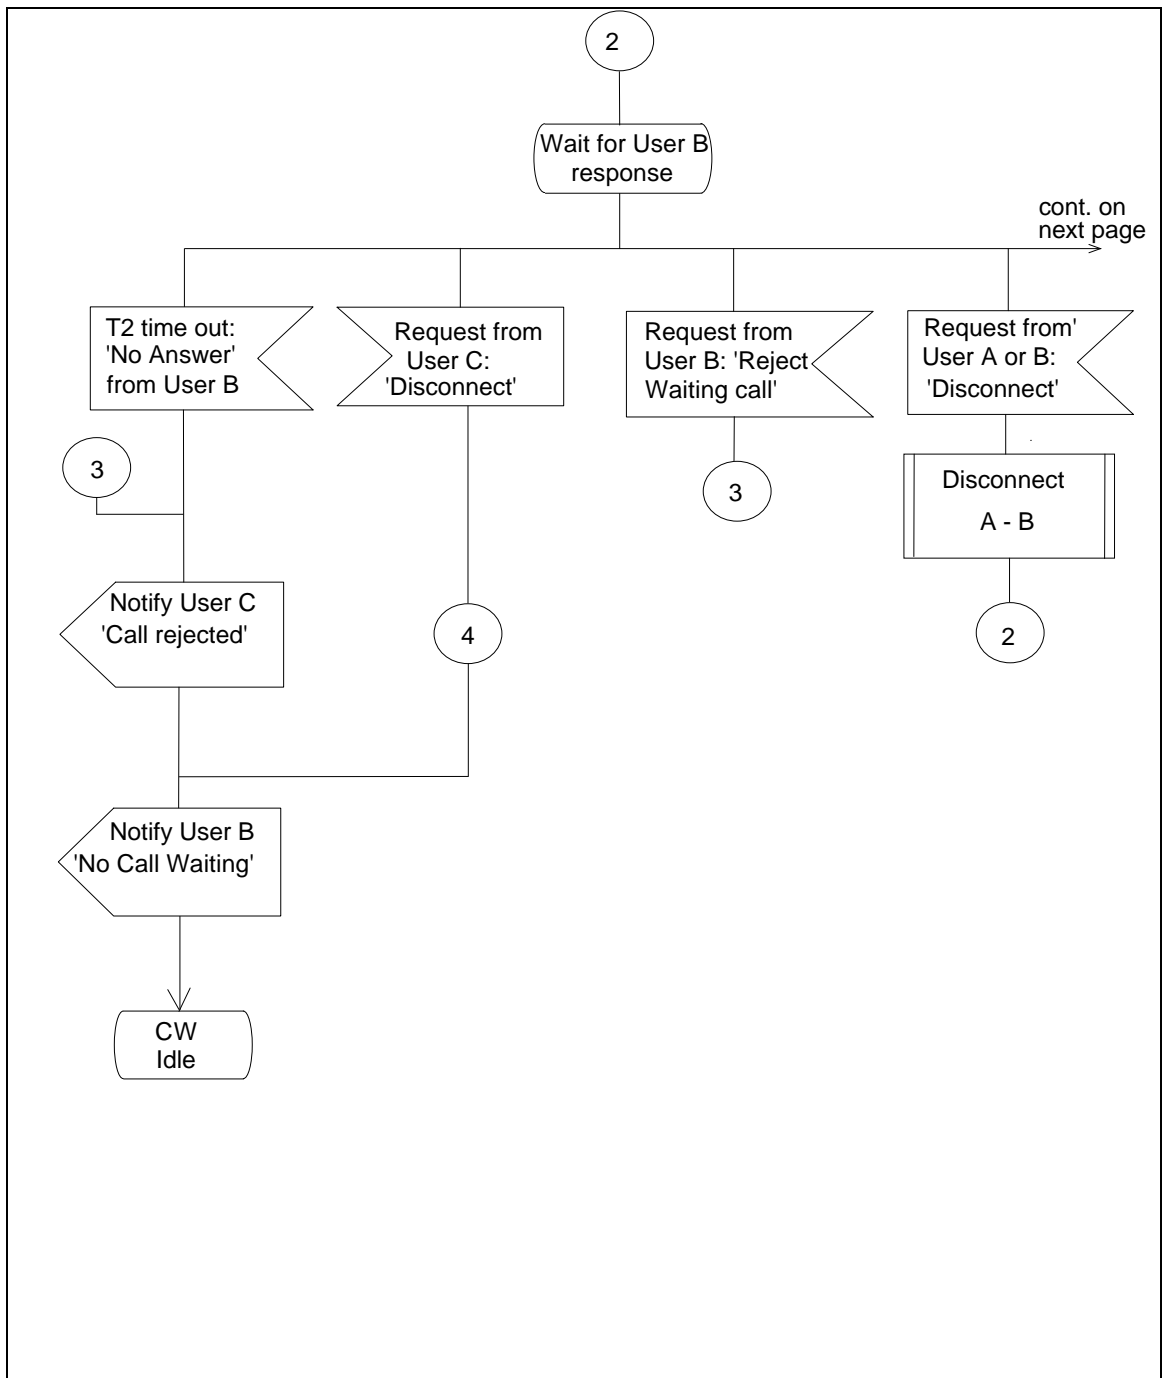 2
Wait for User B
response
cont. on
next page
T2 time out:
'No Answer'
from User B
Request from
User C:
'Disconnect'
Request from
User B: 'Reject
Waiting call'
Request from'
User A or B:
'Disconnect'
3
3
Disconnect
A - B
Notify User C
'Call rejected'
4
2
Notify User B
'No Call Waiting'
CW
Idle